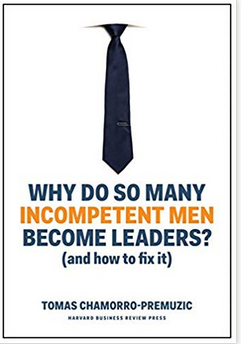 WHY DO SO MANY
INCOMPETENT MEN
BECOME LEADERS?
(and how to fix it)
TOMAS CHAMORRO-PREMUZIC
HARVARD BUSINESS REVIEW PRESS